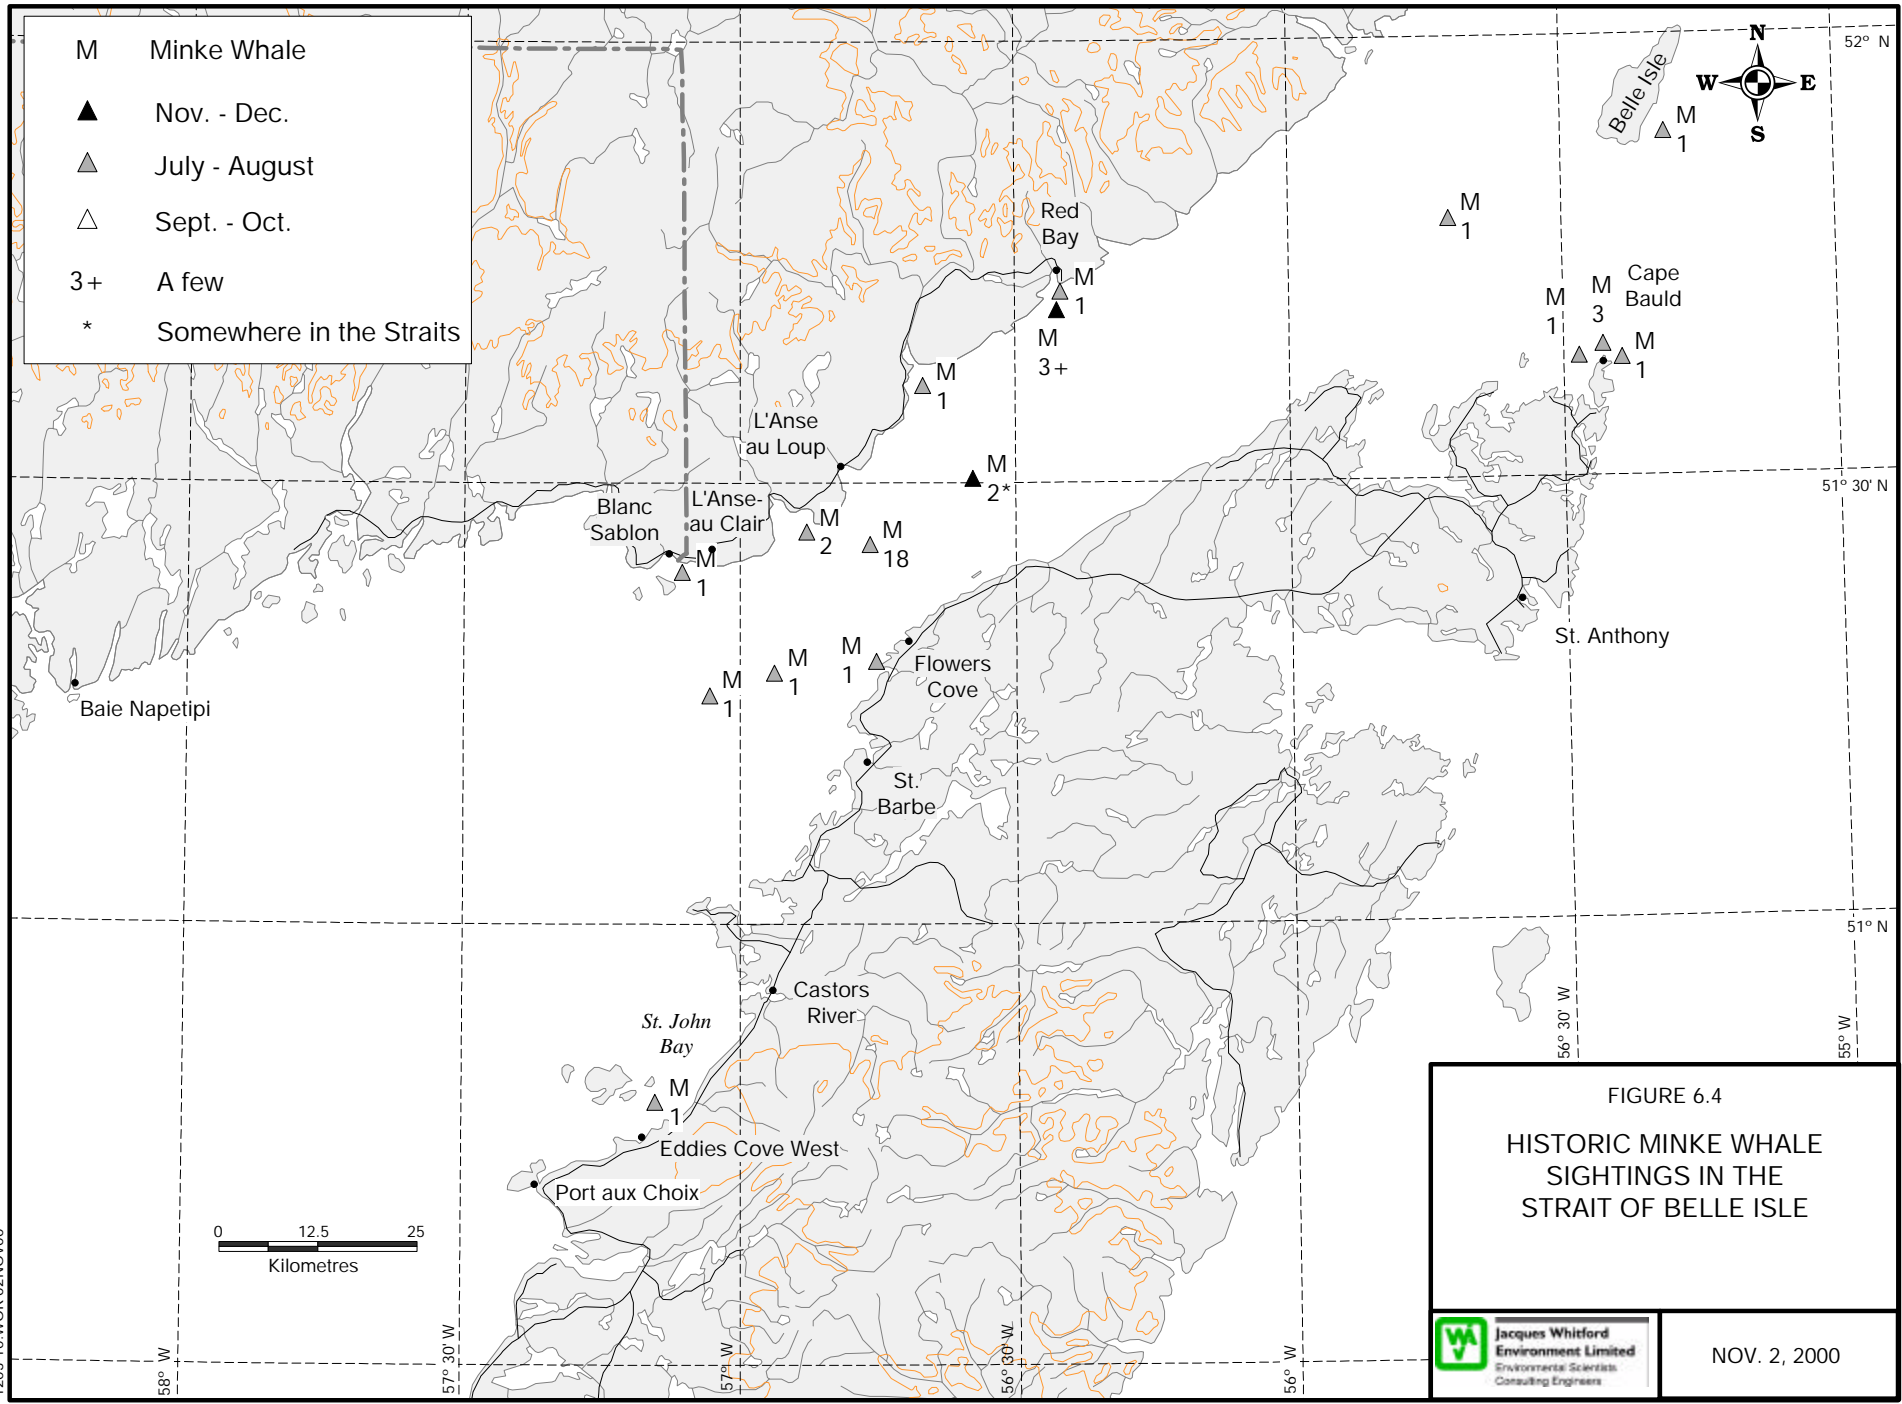 M Minke Whale
Nov. - Dec.
July - August
Sept. - Oct.
3+ A few
* Somewhere in the Straits
N
W E
S
52° N
Belle Isle
M
1
M
1
Red
Bay
M
1
M
3+
Cape
Bauld
M
1
M
3
M
1
M
1
L'Anse
au Loup
M
2*
51° 30' N
Blanc
Sablon
L'Anse-
au Clair
M
2
M
18
M
1
St. Anthony
Flowers
Cove
M
1
M
1
M
1
Baie Napetipi
St.
Barbe
51° N
Castors
River
St. John
Bay
M
1
Eddies Cove West
Port aux Choix
0 12.5 25
Kilometres
58° W
57° 30' W
57° W
56° 30' W
56° W
56° 30' W
55° W
FIGURE 6.4
HISTORIC MINKE WHALE
SIGHTINGS IN THE
STRAIT OF BELLE ISLE
Jacques Whitford
Environment Limited
Environmental Scientists
Consulting Engineers
NOV. 2, 2000